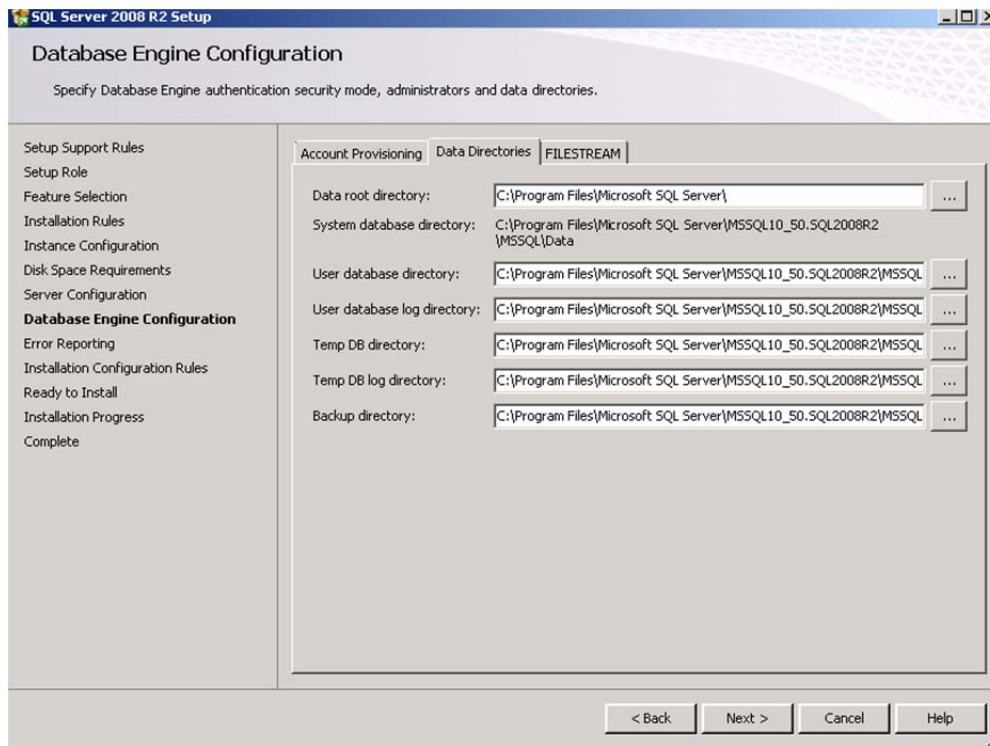 SQL Server 2008 R2 Setup
Database Engine Configuration
Specify Database Engine authentication security mode, administrators and data directories.
Setup Support Rules
Setup Role
Feature Selection
Installation Rules
Instance Configuration
Disk Space Requirements
Server Configuration
Database Engine Configuration
Error Reporting
Installation Configuration Rules
Ready to Install
Installation Progress
Complete
Account Provisioning Data Directories FILESTREAM
Data root directory: C:\Program Files\Microsoft SQL Server\ ...
System database directory: C:\Program Files\Microsoft SQL Server\MSSQL10_50.SQL2008R2
\MSSQL\Data
User database directory: C:\Program Files\Microsoft SQL Server\MSSQL10_50.SQL2008R2\MSSQL ...
User database log directory: C:\Program Files\Microsoft SQL Server\MSSQL10_50.SQL2008R2\MSSQL ...
Temp DB directory: C:\Program Files\Microsoft SQL Server\MSSQL10_50.SQL2008R2\MSSQL ...
Temp DB log directory: C:\Program Files\Microsoft SQL Server\MSSQL10_50.SQL2008R2\MSSQL ...
Backup directory: C:\Program Files\Microsoft SQL Server\MSSQL10_50.SQL2008R2\MSSQL ...
< Back Next > Cancel Help